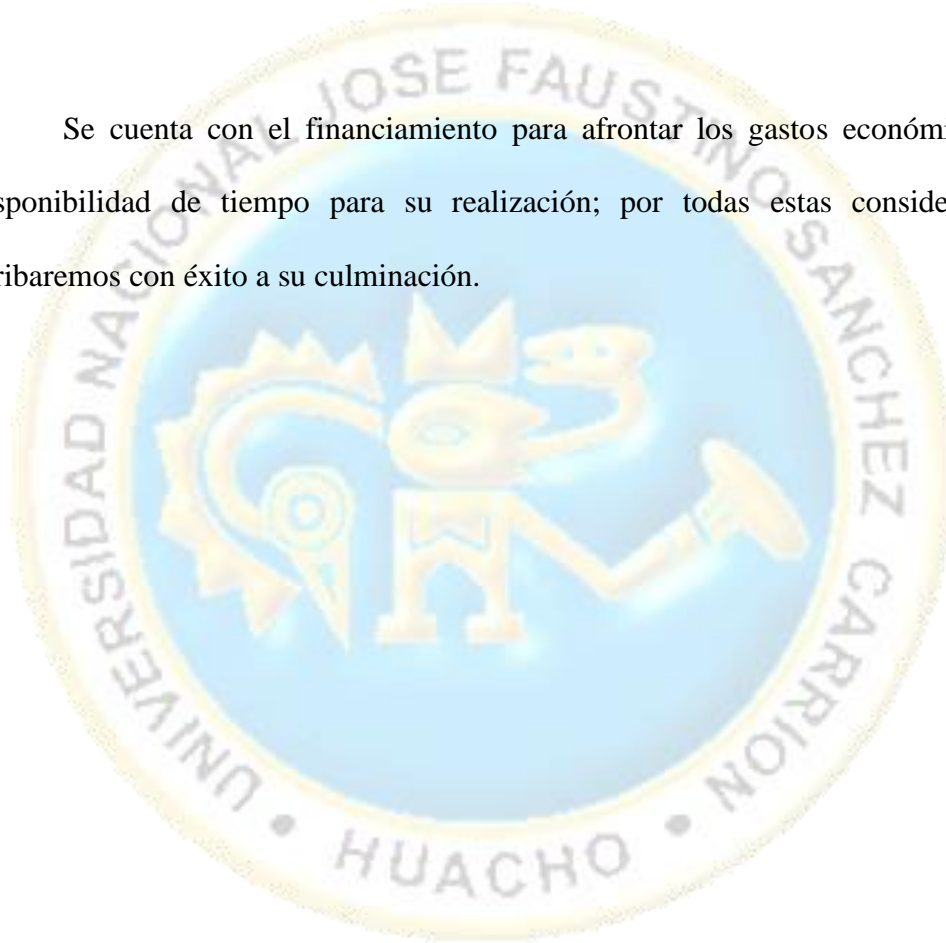 Se cuenta con el financiamiento para afrontar los gastos económi
sponibilidad de tiempo para su realización; por todas estas conside
ribaremos con éxito a su culminación.
UNIVERSIDAD NACIONAL JOSE FAUSTINO SANCHEZ CARRION
• HUACHO •